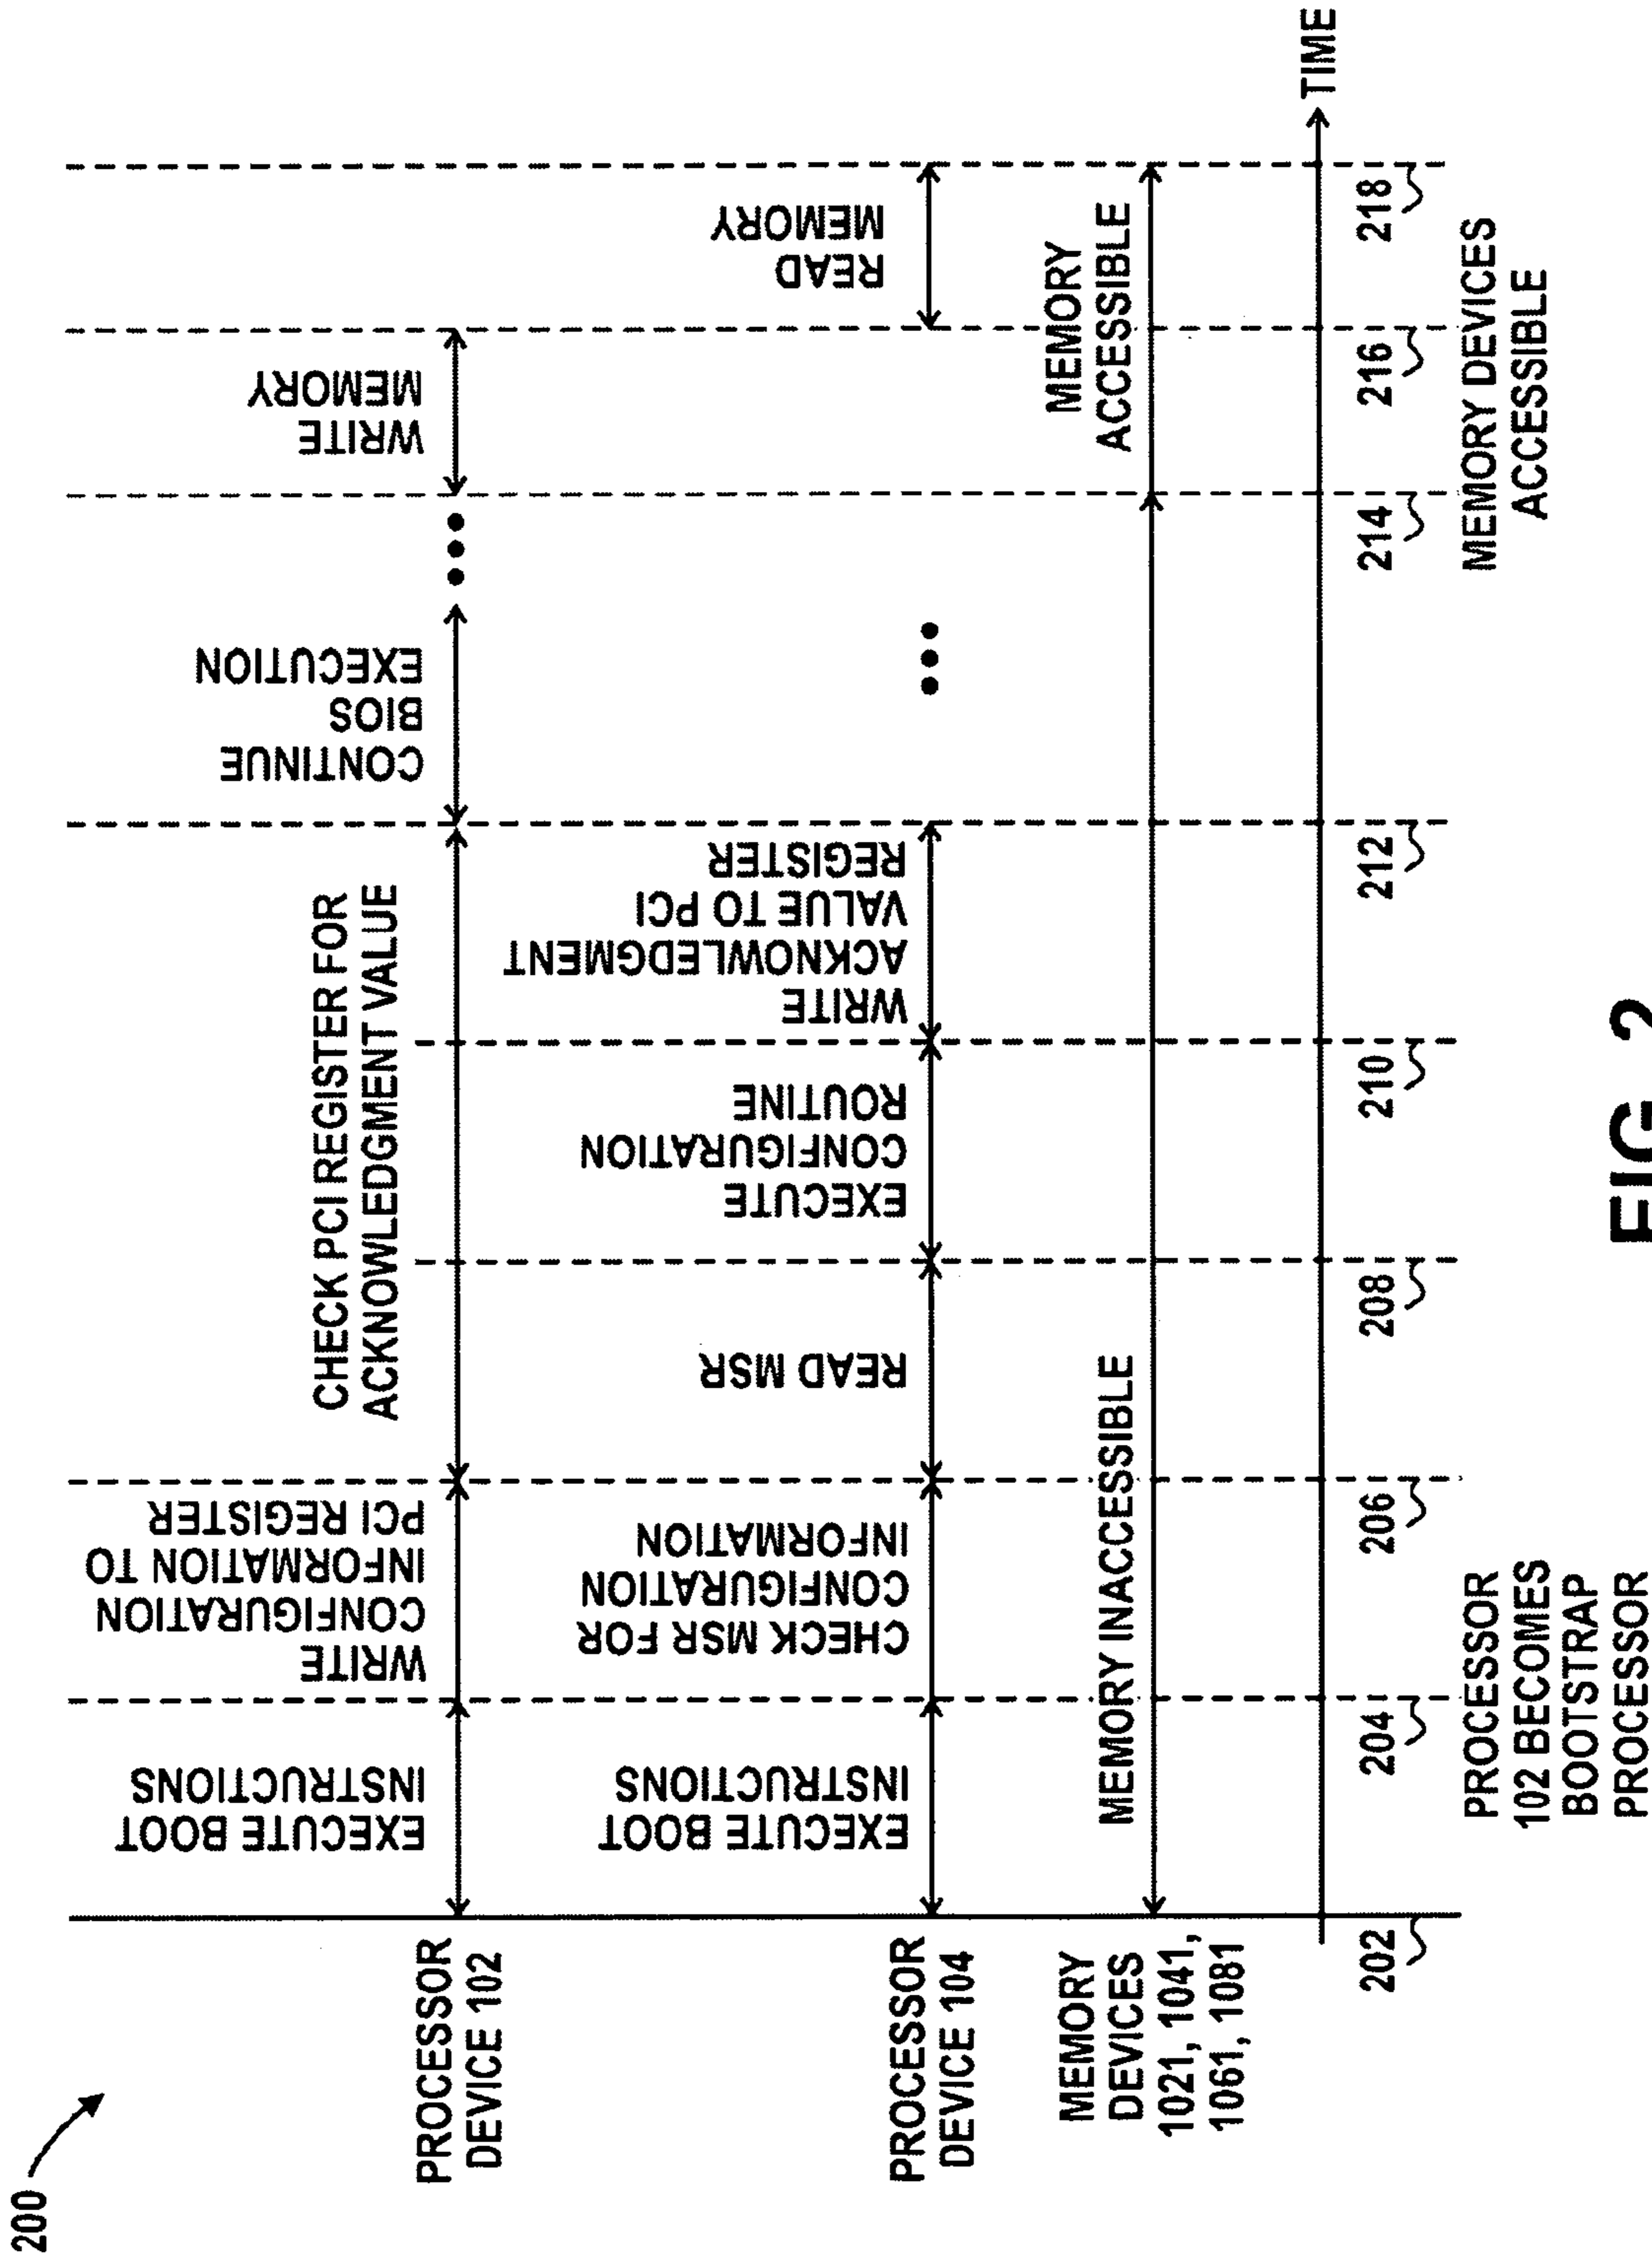 200
PROCESSOR
DEVICE 102
EXECUTE BOOT
INSTRUCTIONS
WRITE
CONFIGURATION
INFORMATION TO
PCI REGISTER
CHECK PCI REGISTER FOR
ACKNOWLEDGMENT VALUE
CONTINUE
BIOS
EXECUTION
•••
WRITE
MEMORY
PROCESSOR
DEVICE 104
EXECUTE BOOT
INSTRUCTIONS
CHECK MSR FOR
CONFIGURATION
INFORMATION
READ MSR
EXECUTE
CONFIGURATION
ROUTINE
WRITE
ACKNOWLEDGMENT
VALUE TO PCI
REGISTER
•••
READ
MEMORY
MEMORY
DEVICES
1021, 1041,
1061, 1081
MEMORY INACCESSIBLE
MEMORY
ACCESSIBLE
TIME
202
204
206
208
210
212
214
216
218
PROCESSOR
102 BECOMES
BOOTSTRAP
PROCESSOR
MEMORY DEVICES
ACCESSIBLE
FIG. 2